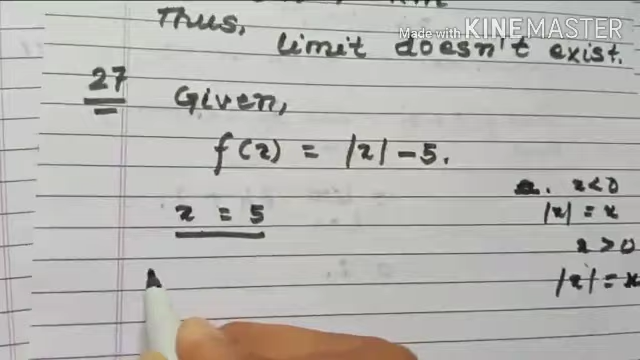 Thus,
limit doesn't exist.
Made with KINEMASTER
27 Given,
f(x) = |x| - 5.
x = 5
x < 0
|x| = x
x > 0
|x| = x